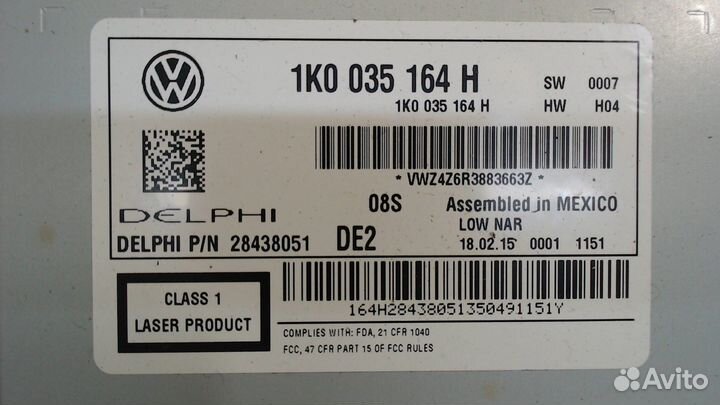 1K0 035 164 H SW 0007
1K0 035 164 H HW H04
* VWZ4Z6R3883663Z *
DELPHI 08S Assembled in MEXICO
LOW NAR
DELPHI P/N 28438051 DE2 18.02.15 0001 1151
CLASS 1
LASER PRODUCT
164H28438051350491151Y
COMPLIES WITH: FDA, 21 CFR 1040
FCC, 47 CFR PART 15 OF FCC RULES
Avito